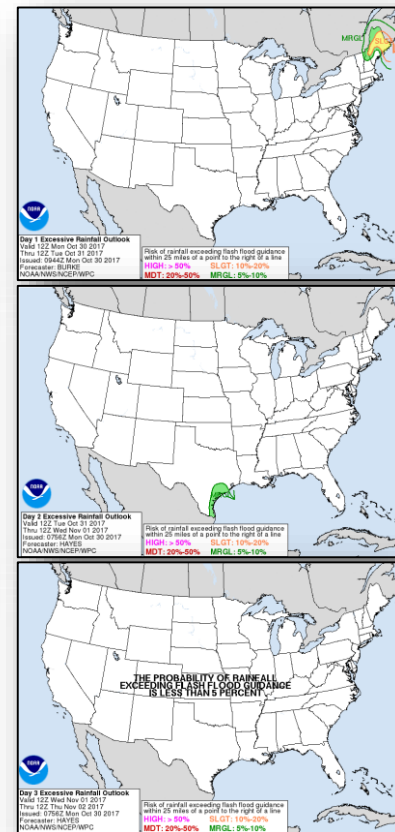 MRGL
SLGT
noaa
Day 1 Excessive Rainfall Outlook
Valid 12Z Mon Oct 30 2017
Thru 12Z Tue Oct 31 2017
Issued: 0944Z Mon Oct 30 2017
Forecaster: BURKE
NOAA/NWS/NCEP/WPC
Risk of rainfall exceeding flash flood guidance
within 25 miles of a point to the right of a line
HIGH: > 50% SLGT: 10%-20%
MDT: 20%-50% MRGL: 5%-10%
noaa
Day 2 Excessive Rainfall Outlook
Valid 12Z Tue Oct 31 2017
Thru 12Z Wed Nov 01 2017
Issued: 0756Z Mon Oct 30 2017
Forecaster: HAYES
NOAA/NWS/NCEP/WPC
Risk of rainfall exceeding flash flood guidance
within 25 miles of a point to the right of a line
HIGH: > 50% SLGT: 10%-20%
MDT: 20%-50% MRGL: 5%-10%
THE PROBABILITY OF RAINFALL
EXCEEDING FLASH FLOOD GUIDANCE
IS LESS THAN 5 PERCENT
noaa
Day 3 Excessive Rainfall Outlook
Valid 12Z Wed Nov 01 2017
Thru 12Z Thu Nov 02 2017
Issued: 0756Z Mon Oct 30 2017
Forecaster: HAYES
NOAA/NWS/NCEP/WPC
Risk of rainfall exceeding flash flood guidance
within 25 miles of a point to the right of a line
HIGH: > 50% SLGT: 10%-20%
MDT: 20%-50% MRGL: 5%-10%